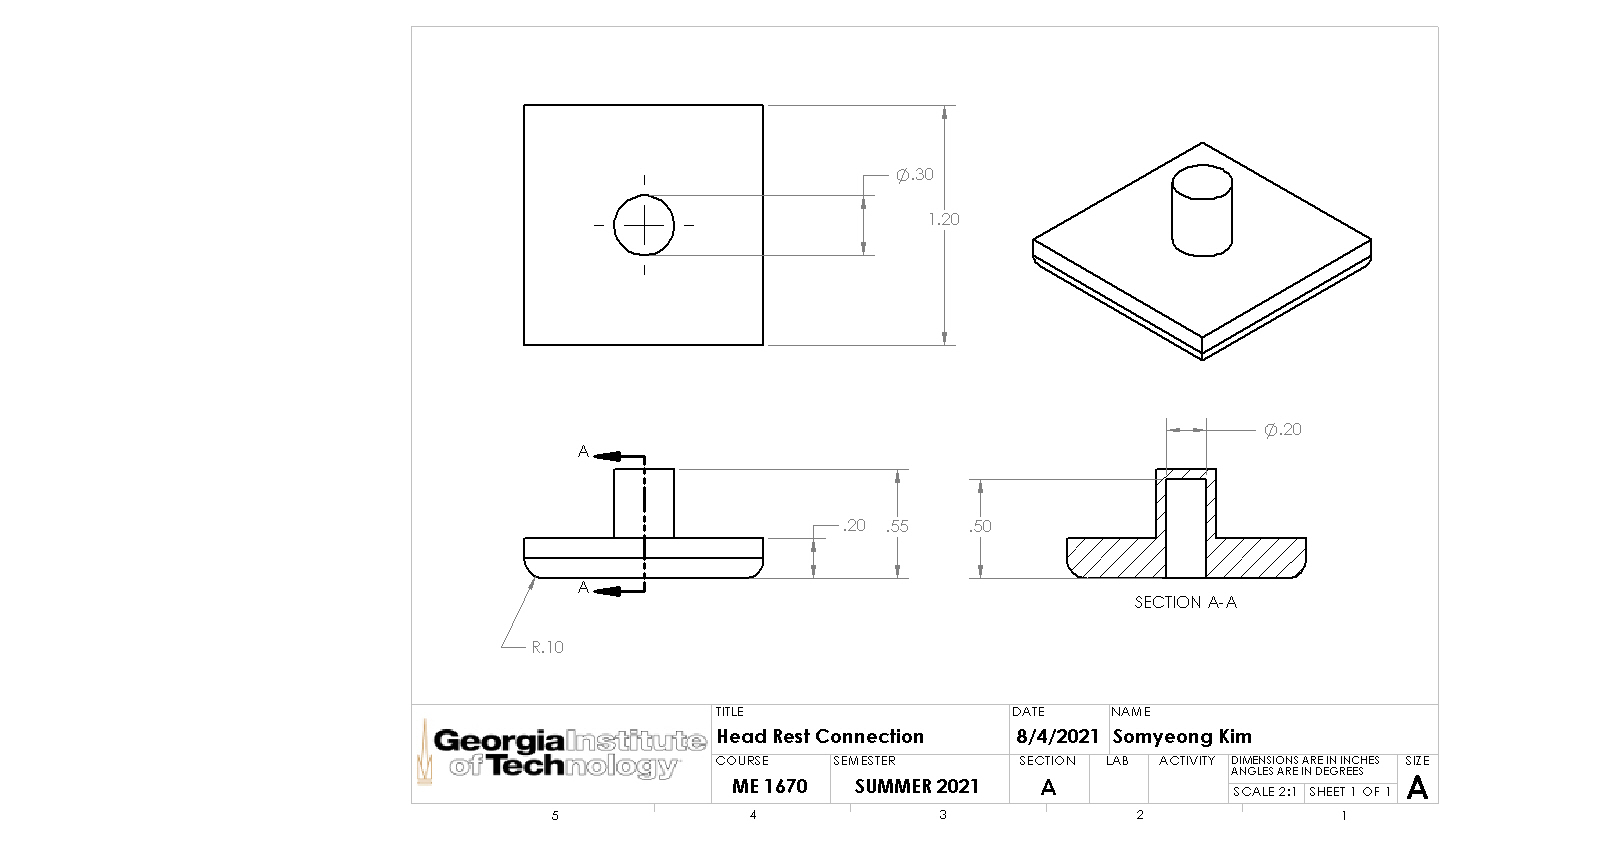 ⌀.30
1.20
⌀.20
A
.20
.55
.50
A
SECTION A-A
R.10
Georgia Institute
of Technology
TITLE
Head Rest Connection
DATE
8/4/2021
NAME
Somyeong Kim
COURSE
ME 1670
SEMESTER
SUMMER 2021
SECTION
A
LAB
ACTIVITY
DIMENSIONS ARE IN INCHES
ANGLES ARE IN DEGREES
SCALE 2:1
SHEET 1 OF 1
SIZE
A
5
4
3
2
1